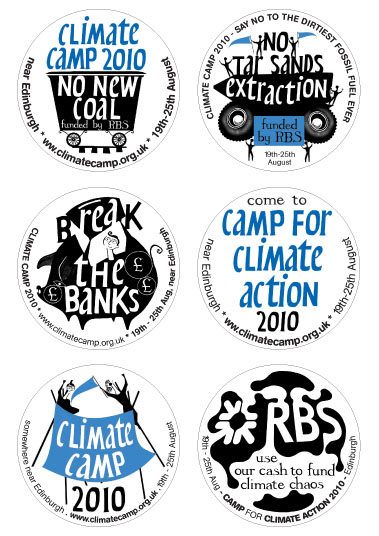 CLIMATE
CAMP 2010
NO NEW
COAL
funded by RBS
near Edinburgh * www.climatecamp.org.uk * 19th-25th August
CLIMATE CAMP 2010 - SAY NO TO THE DIRTIEST FOSSIL FUEL EVER
NO
TAR SANDS
extraction
funded
by RBS
19th-25th
August
Break
the
BANKS
£
£
£
CLIMATE CAMP 2010 * www.climatecamp.org.uk * 19th - 25th Aug. near Edinburgh
come to
CAMP FOR
CLIMATE
ACTION
2010
near Edinburgh * www.climatecamp.org.uk * 19th-25th August
CLIMATE
CAMP
2010
somewhere near Edinburgh - www.climatecamp.org.uk - 19th - 25th August
RBS
use
our cash to fund
climate chaos
19th - 25th Aug - CAMP FOR CLIMATE ACTION 2010 - Edinburgh